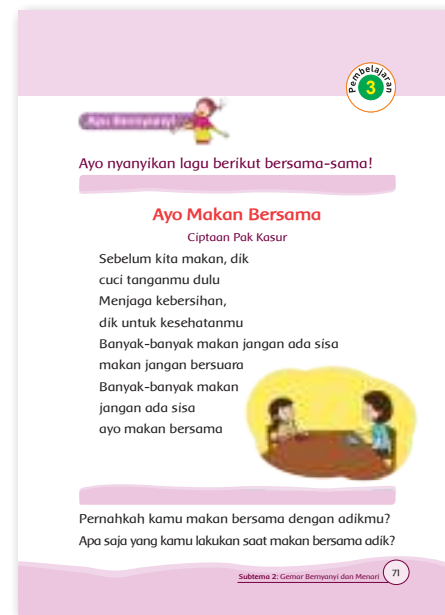 Pembelajaran
3
Ayo Bernyanyi
Ayo nyanyikan lagu berikut bersama-sama!
Ayo Makan Bersama
Ciptaan Pak Kasur
Sebelum kita makan, dik
cuci tanganmu dulu
Menjaga kebersihan,
dik untuk kesehatanmu
Banyak-banyak makan jangan ada sisa
makan jangan bersuara
Banyak-banyak makan
jangan ada sisa
ayo makan bersama
Pernahkah kamu makan bersama dengan adikmu?
Apa saja yang kamu lakukan saat makan bersama adik?
Subtema 2: Gemar Bernyanyi dan Menari
71